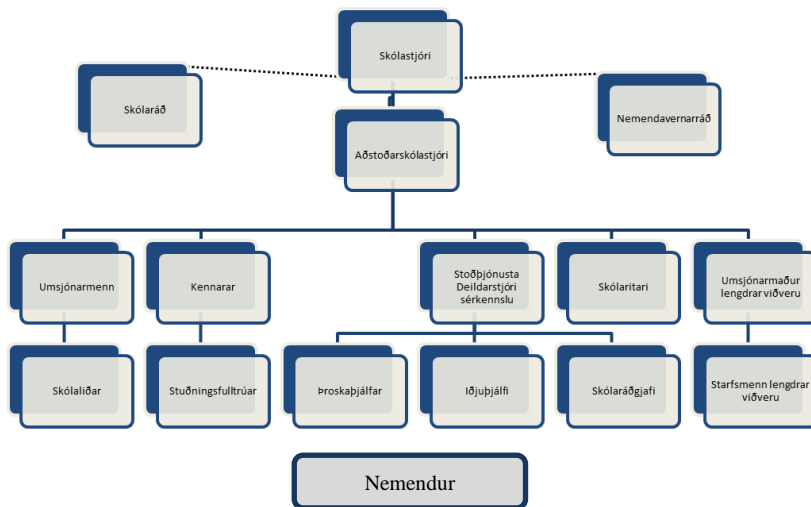 Skólastjóri
Skólaráð
Nemendavernarráð
Aðstoðarskólastjóri
Umsjónarmenn
Kennarar
Stoðþjónusta
Deildarstjóri
sérkennslu
Skólaritari
Umsjónarmaður
lengdrar viðveru
Skólaliðar
Stuðningsfulltrúar
Þroskaþjálfar
Iðjuþjálfi
Skólaráðgjafi
Starfsmenn lengdrar
viðveru
Nemendur